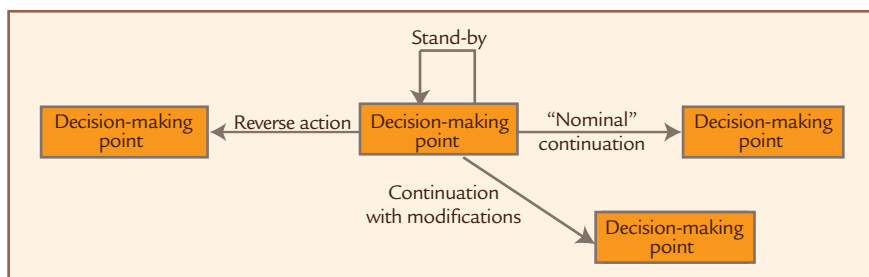 Stand-by
Decision-making
point
Reverse action
Decision-making
point
“Nominal”
continuation
Decision-making
point
Continuation
with modifications
Decision-making
point